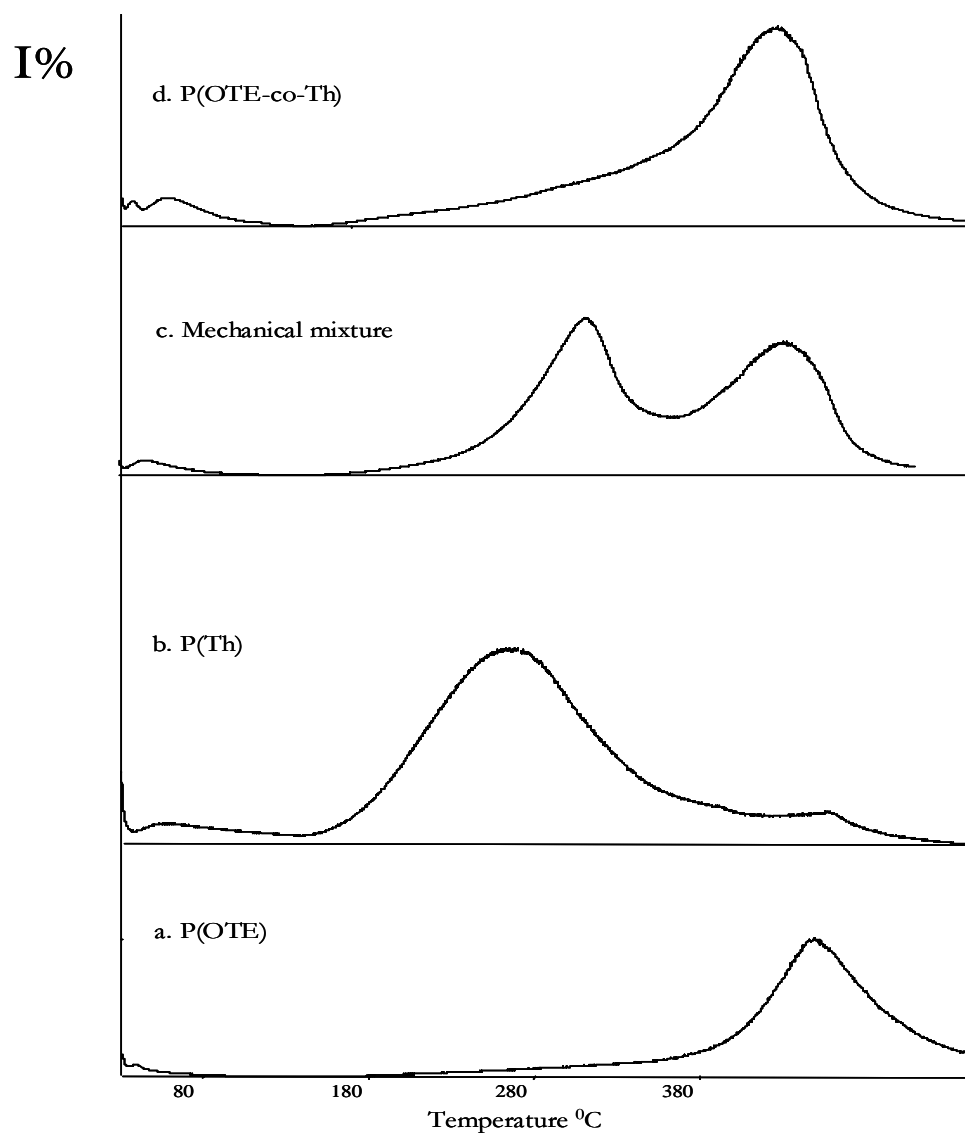 I%
d. P(OTE-co-Th)
c. Mechanical mixture
b. P(Th)
a. P(OTE)
80 180 280 380
Temperature ⁰C